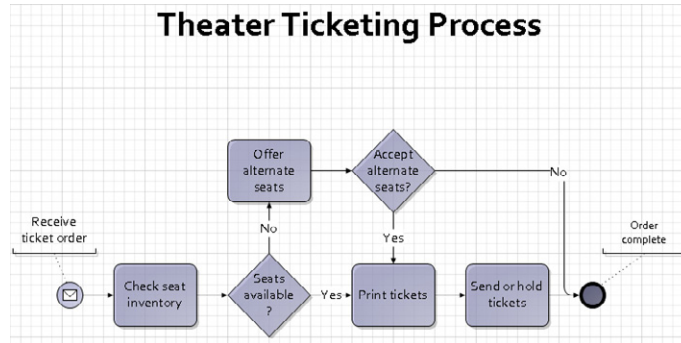 Theater Ticketing Process
Offer
alternate
seats
Accept
alternate
seats?
No
Receive
ticket order
No
Yes
Order
complete
Check seat
inventory
Seats
available
?
Yes
Print tickets
Send or hold
tickets